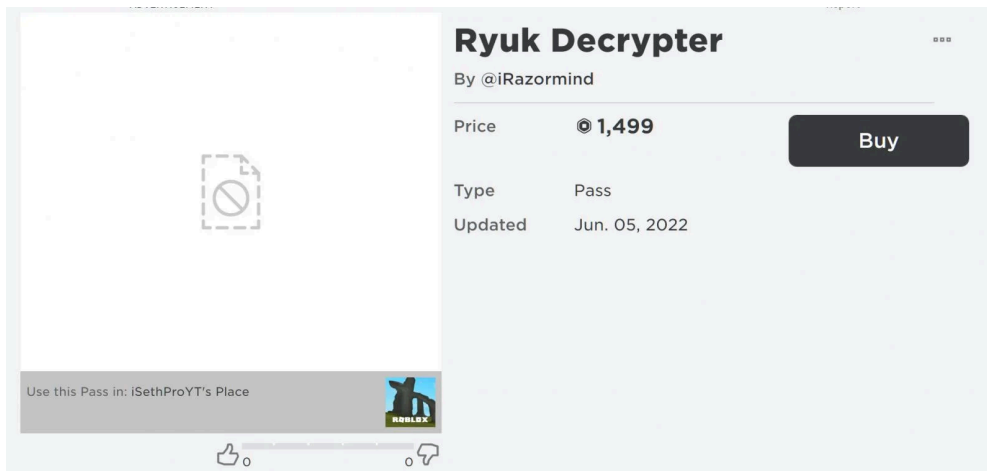 Ryuk Decrypter
By @iRazormind
Price 1,499
Buy
Type Pass
Updated Jun. 05, 2022
Use this Pass in: iSethProYT's Place
ROBLOX
0
0